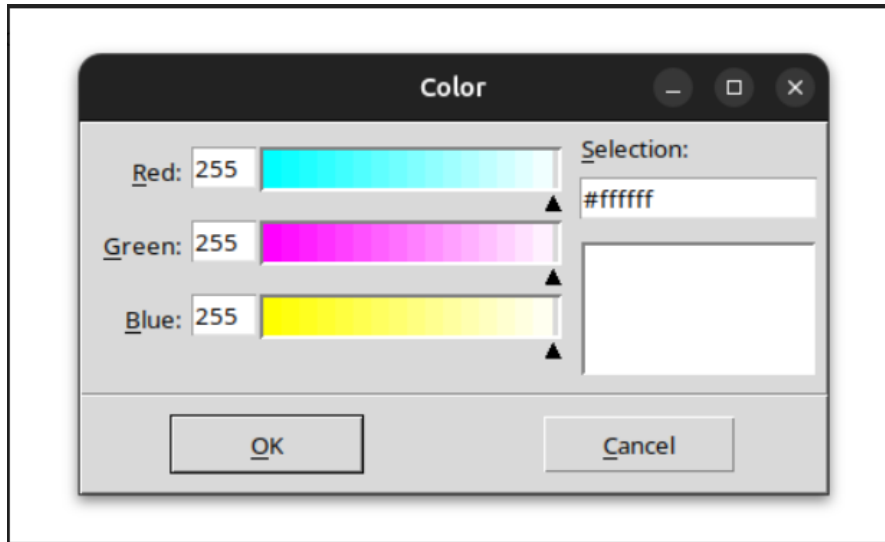 Color
Red: 255
Selection:
#ffffff
Green: 255
Blue: 255
OK
Cancel